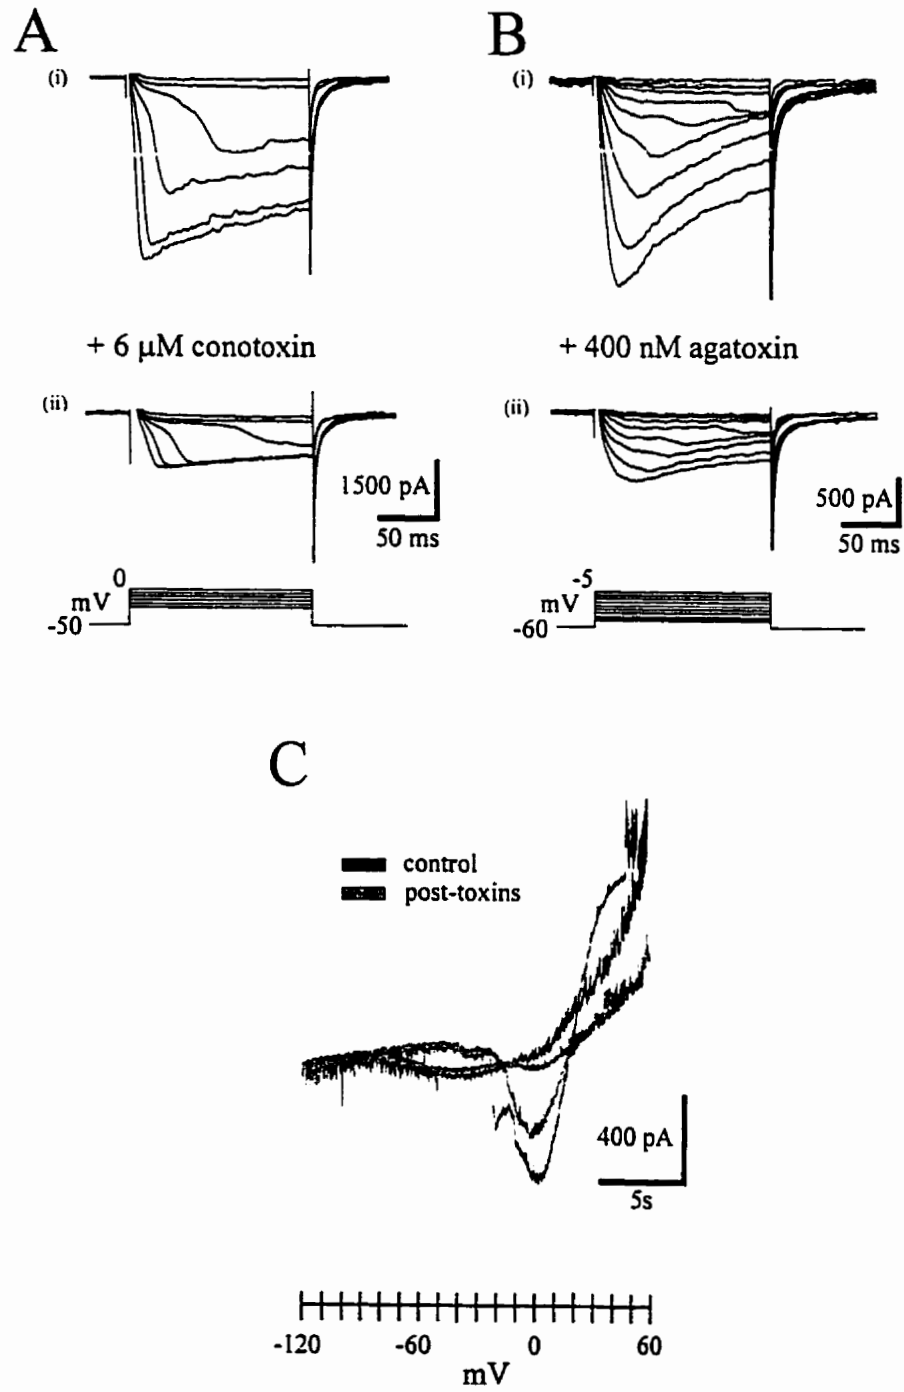 A
B
(i)
(i)
+ 6 μM conotoxin
+ 400 nM agatoxin
(ii)
(ii)
1500 pA
50 ms
500 pA
50 ms
0
mV
-50
-5
mV
-60
C
control
post-toxins
400 pA
5s
-120
-60
0
60
mV